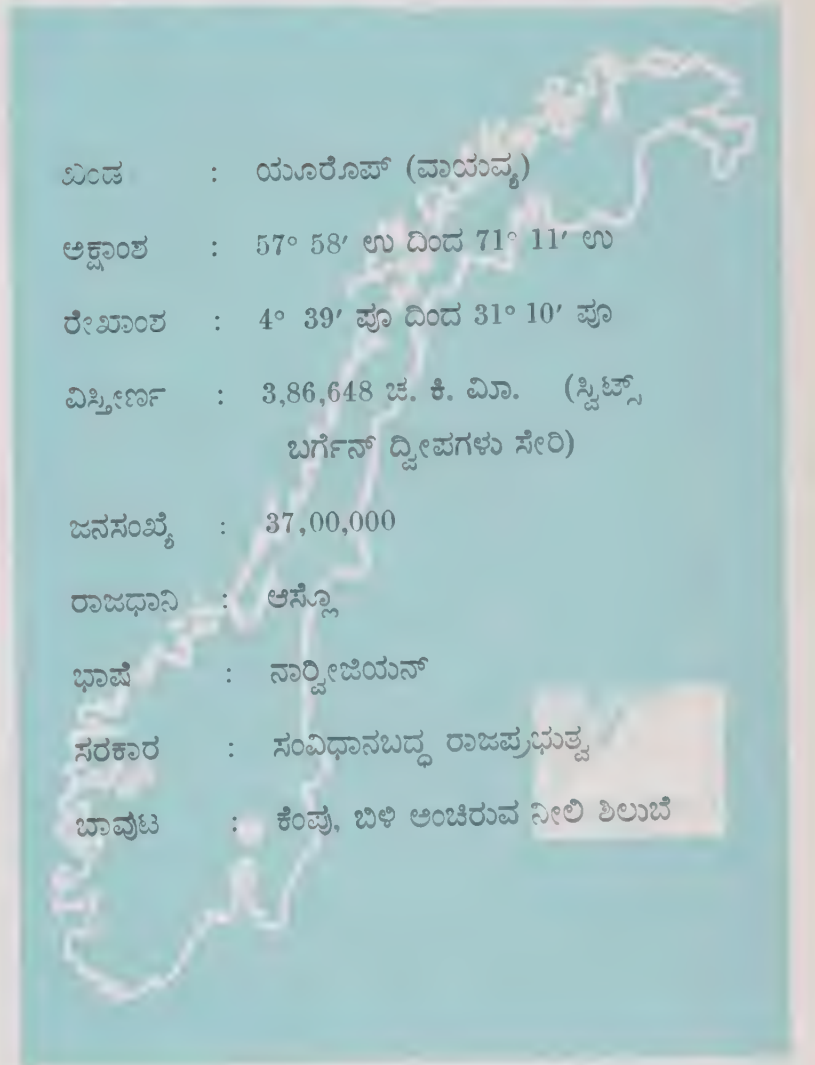 ಖಂಡ : ಯೂರೊಪ್ (ವಾಯುವ್ಯ)
ಅಕ್ಷಾಂಶ : 57° 58′ ಉ ದಿಂದ 71° 11′ ಉ
ರೇಖಾಂಶ : 4° 39′ ಪೂ ದಿಂದ 31° 10′ ಪೂ
ವಿಸ್ತೀರ್ಣ : 3,86,648 ಚ. ಕಿ. ಮೀ. (ಸ್ವಿಟ್ಸ್
ಬರ್ಗೆನ್ ದ್ವೀಪಗಳು ಸೇರಿ)
ಜನಸಂಖ್ಯೆ : 37,00,000
ರಾಜಧಾನಿ : ಆಸ್ಲೊ
ಭಾಷೆ : ನಾರ‍್ವೀಜಿಯನ್
ಸರಕಾರ : ಸಂವಿಧಾನಬದ್ಧ ರಾಜಪ್ರಭುತ್ವ
ಬಾವುಟ : ಕೆಂಪು, ಬಿಳಿ ಅಂಚಿರುವ ನೀಲಿ ಶಿಲುಬೆ